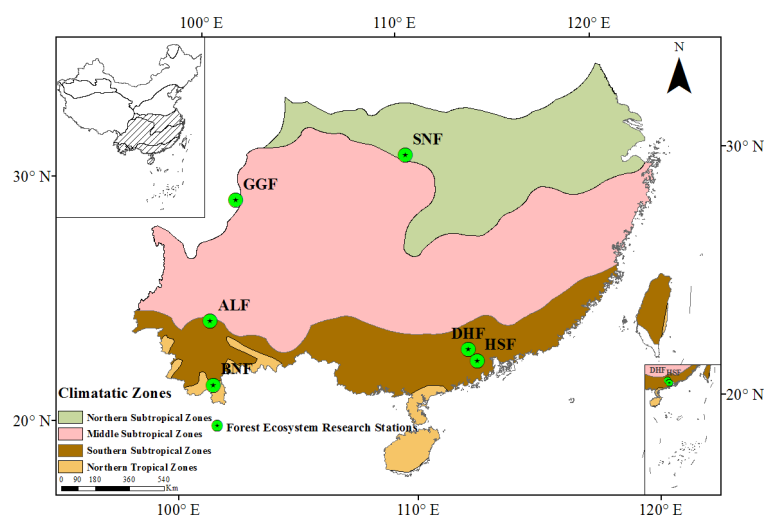 100° E 110° E 120° E
N
SNF
30° N
30° N
GGF
ALF
DHF
HSF
BNF
DHF HSF
Climatatic Zones
20° N
Northern Subtropical Zones
20° N
Forest Ecosystem Research Stations
Middle Subtropical Zones
Southern Subtropical Zones
Northern Tropical Zones
0 90 180 360 540
Km
100° E 110° E 120° E